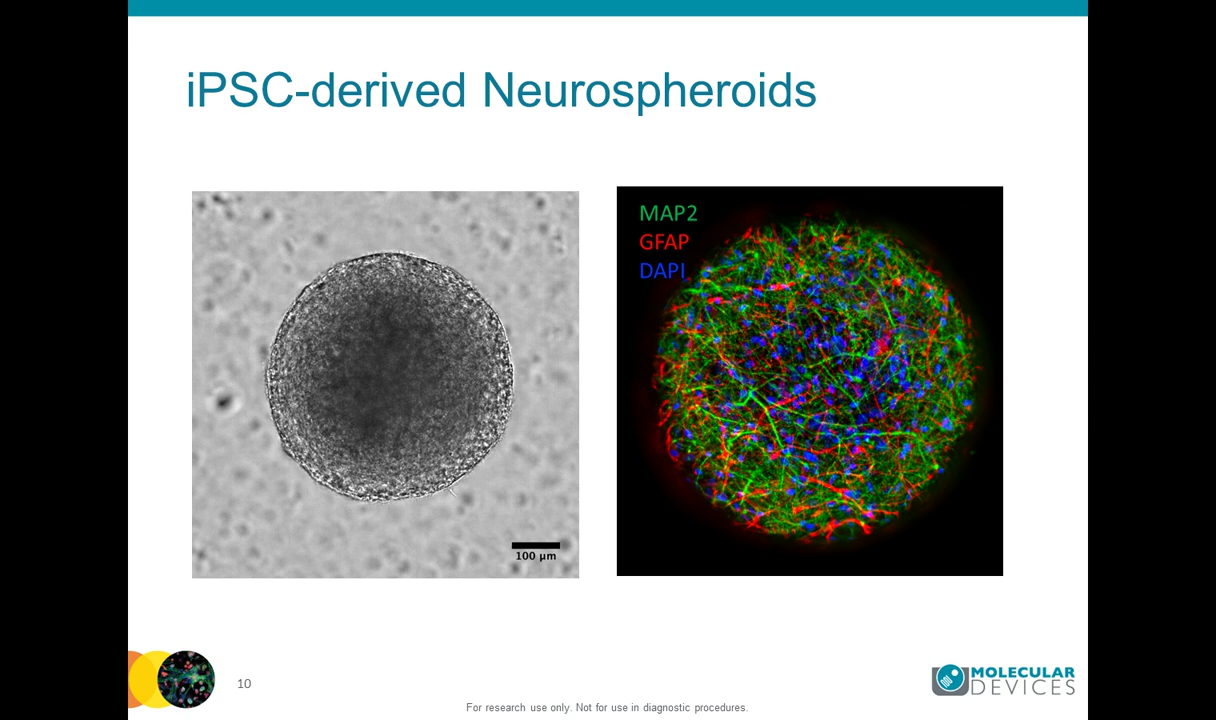 iPSC-derived Neurospheroids
MAP2
GFAP
DAPI
100 µm
10
MOLECULAR
DEVICES
For research use only. Not for use in diagnostic procedures.